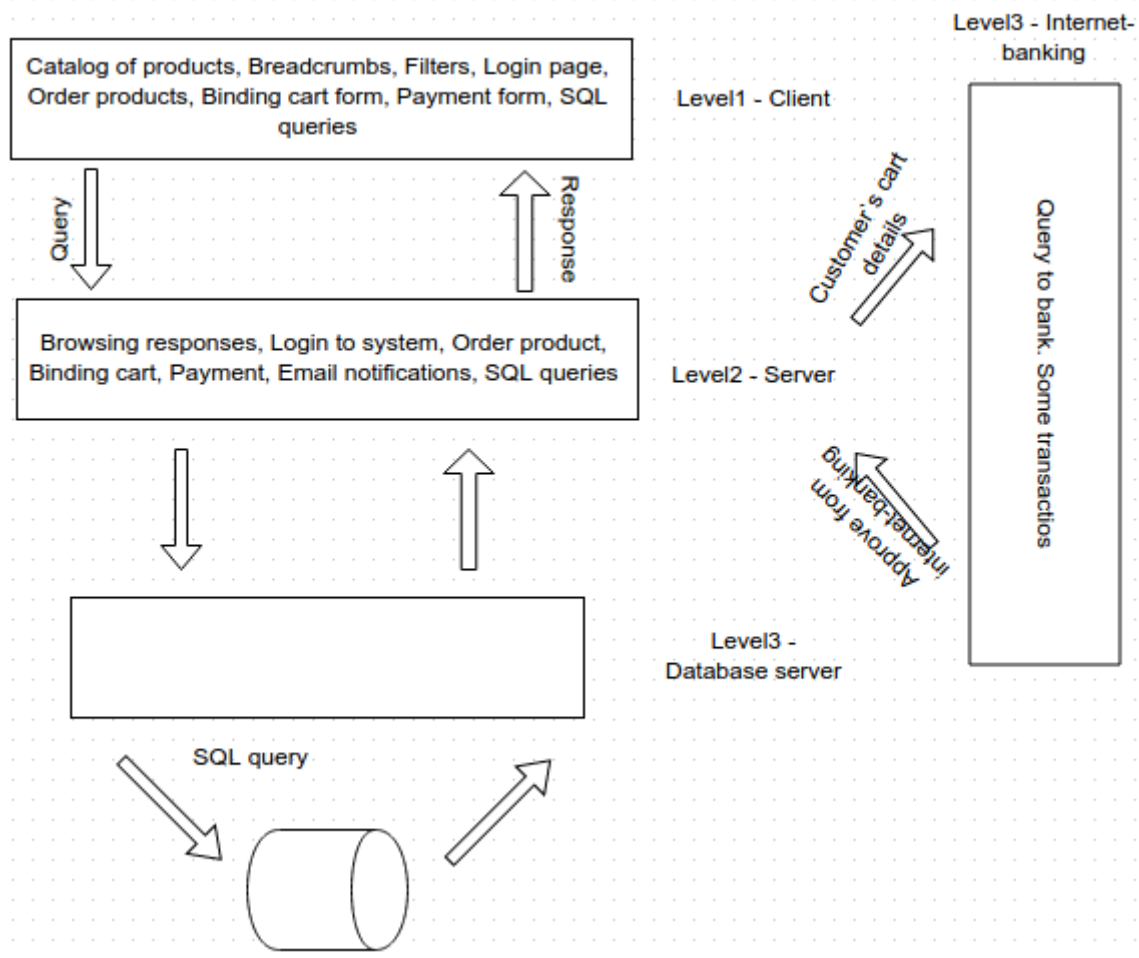 Level3 - Internet-
banking
Catalog of products, Breadcrumbs, Filters, Login page,
Order products, Binding cart form, Payment form, SQL
queries
Level1 - Client
Query
Response
Customer`s cart
details
Query to bank. Some transactios
Browsing responses, Login to system, Order product,
Binding cart, Payment, Email notifications, SQL queries
Level2 - Server
Approve from
internet-banking
Level3 -
Database server
SQL query